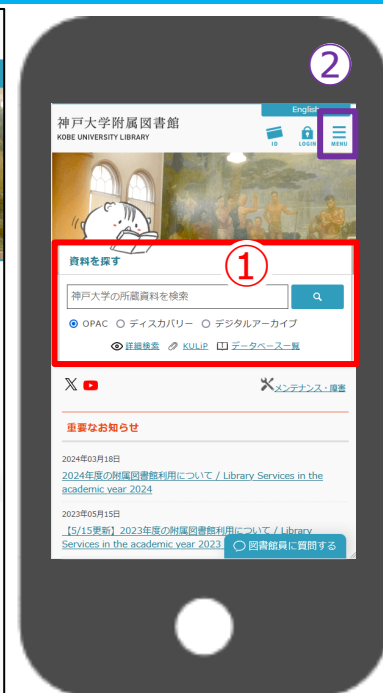 ②
English
神戸大学附属図書館
KOBE UNIVERSITY LIBRARY
ID
LOGIN
MENU
①
資料を探す
神戸大学の所蔵資料を検索
OPAC ディスカバリー デジタルアーカイブ
詳細検索 KULiP データベース一覧
メンテナンス・障害
重要なお知らせ
2024年03月18日
2024年度の附属図書館利用について / Library Services in the
academic year 2024
2023年05月15日
【5/15更新】2023年度の附属図書館利用について / Library
Services in the academic year 2023
図書館員に質問する